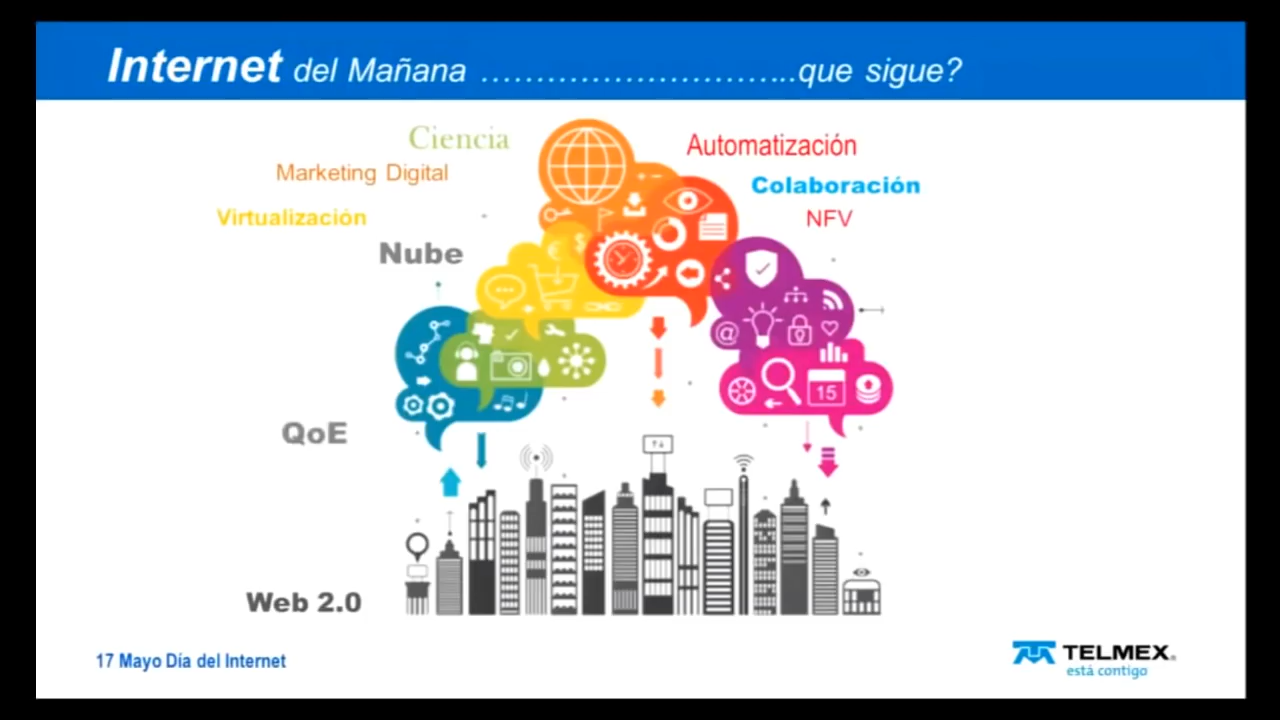 Internet del Mañana ………………………..que sigue?
Ciencia
Automatización
Marketing Digital
Colaboración
Virtualización
NFV
Nube
@
15
QoE
Web 2.0
17 Mayo Día del Internet
TELMEX®
está contigo